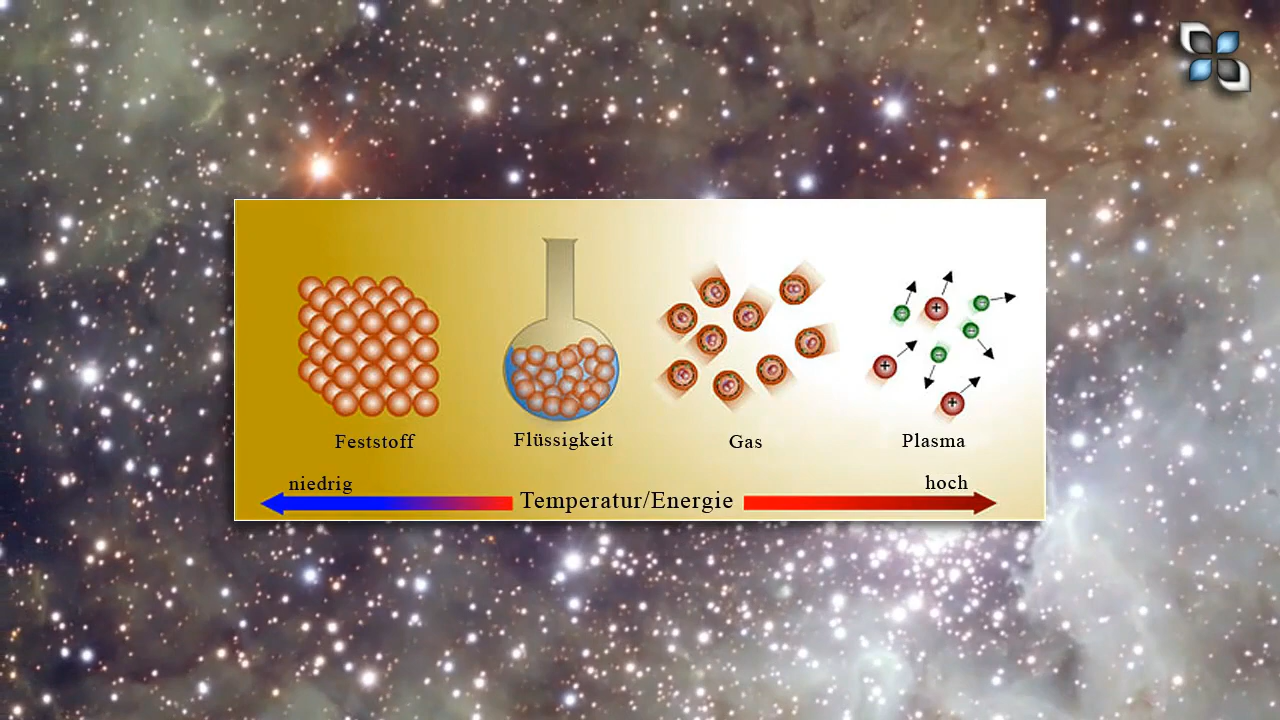 Feststoff
Flüssigkeit
Gas
Plasma
niedrig
hoch
Temperatur/Energie